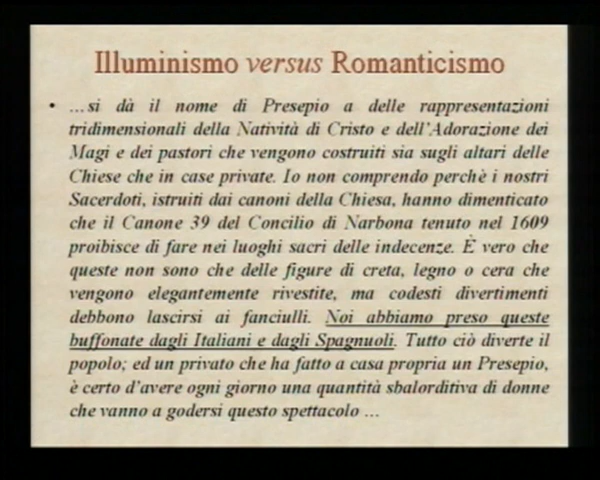 Illuminismo versus Romanticismo
• …si dà il nome di Presepio a delle rappresentazioni
tridimensionali della Natività di Cristo e dell'Adorazione dei
Magi e dei pastori che vengono costruiti sia sugli altari delle
Chiese che in case private. Io non comprendo perchè i nostri
Sacerdoti, istruiti dai canoni della Chiesa, hanno dimenticato
che il Canone 39 del Concilio di Narbona tenuto nel 1609
proibisce di fare nei luoghi sacri delle indecenze. È vero che
queste non sono che delle figure di creta, legno o cera che
vengono elegantemente rivestite, ma codesti divertimenti
debbono lascirsi ai fanciulli. Noi abbiamo preso queste
buffonate dagli Italiani e dagli Spagnuoli. Tutto ciò diverte il
popolo; ed un privato che ha fatto a casa propria un Presepio,
è certo d'avere ogni giorno una quantità sbalorditiva di donne
che vanno a godersi questo spettacolo …